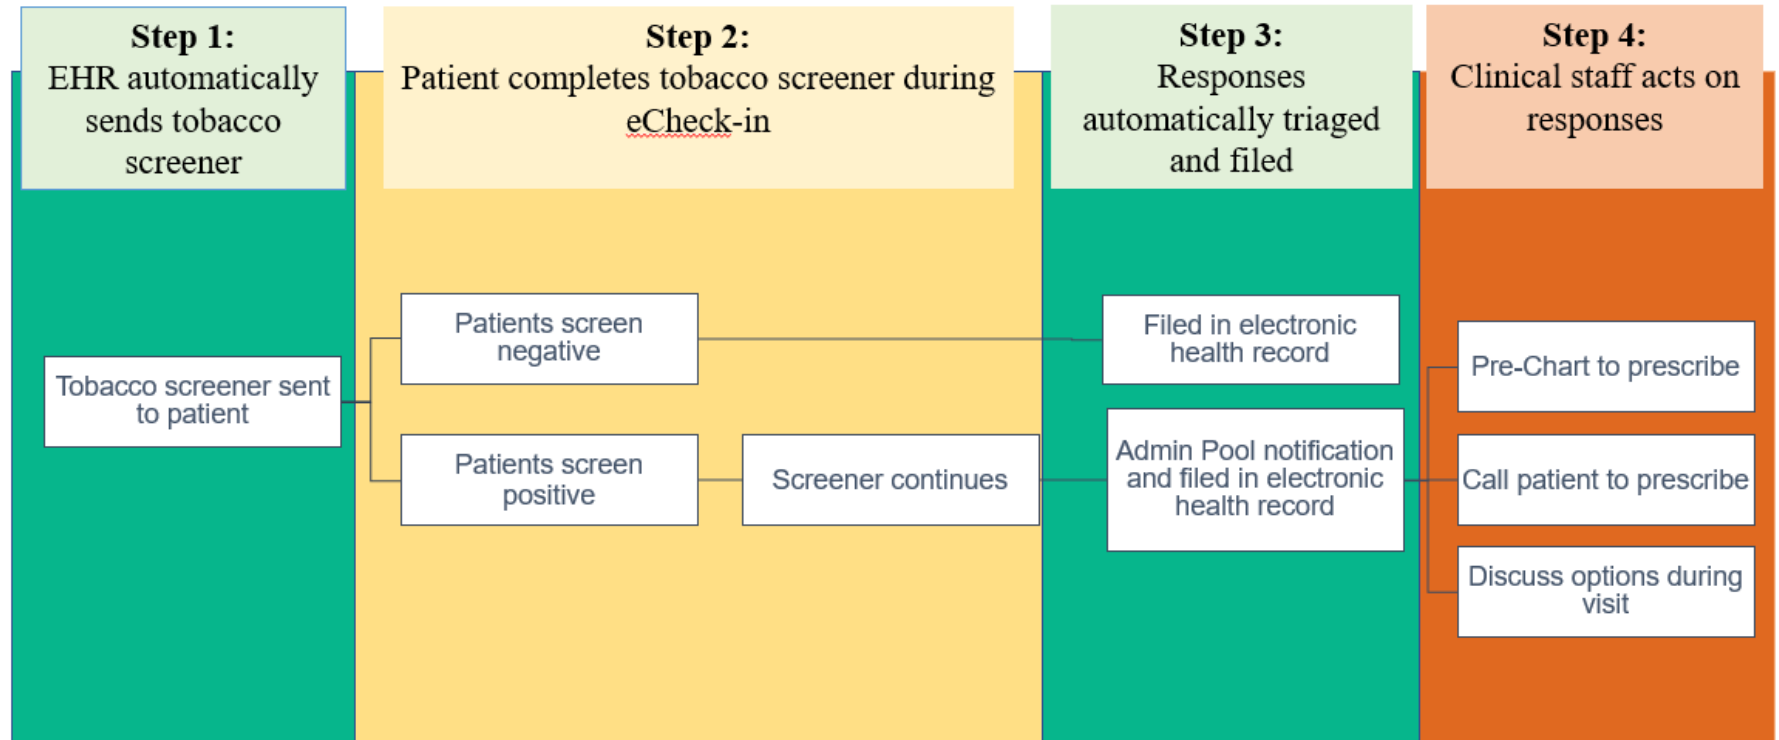 Step 1:
EHR automatically
sends tobacco
screener
Step 2:
Patient completes tobacco screener during
eCheck-in
Step 3:
Responses
automatically triaged
and filed
Step 4:
Clinical staff acts on
responses
Tobacco screener sent
to patient
Patients screen
negative
Patients screen
positive
Screener continues
Filed in electronic
health record
Admin Pool notification
and filed in electronic
health record
Pre-Chart to prescribe
Call patient to prescribe
Discuss options during
visit